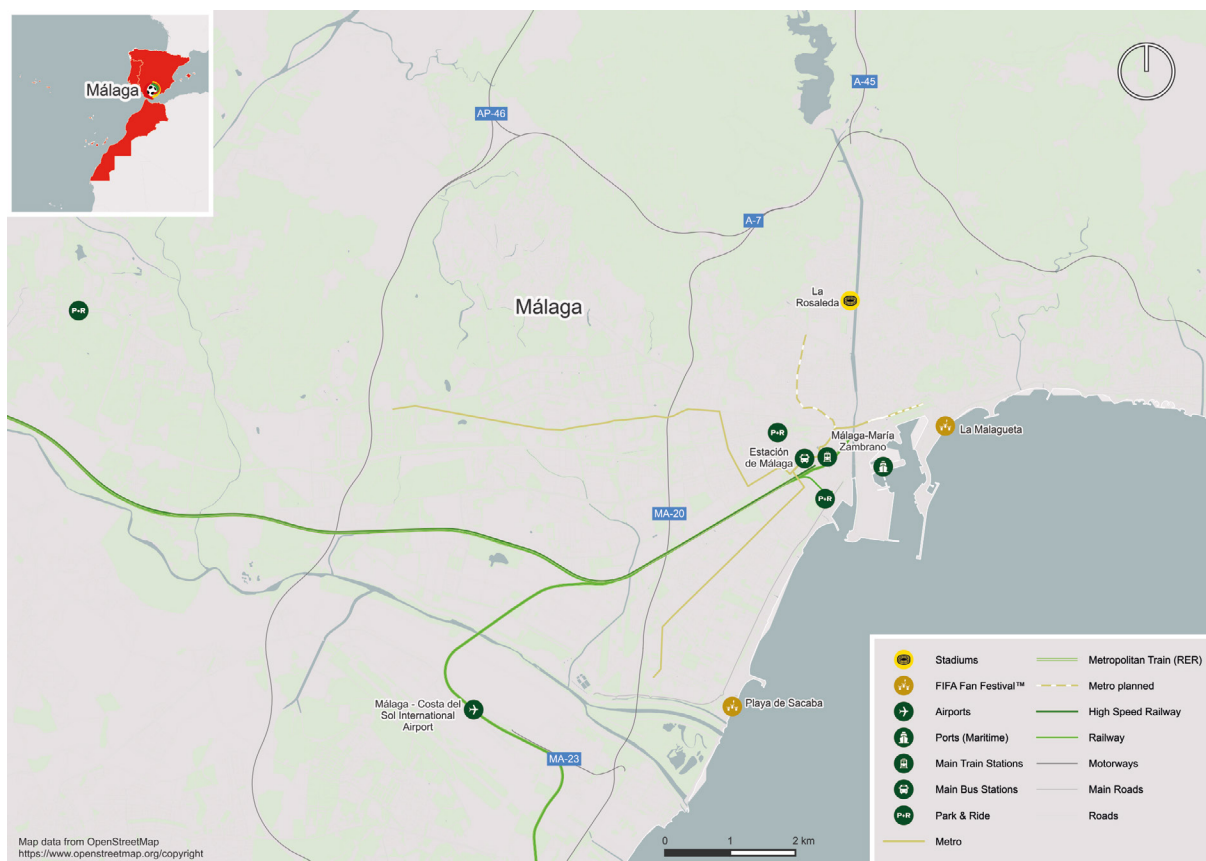 Málaga
AP-46
A-45
A-7
La
Rosaleda
Málaga
P+R
P+R
Málaga-María
Zambrano
La Malagueta
Estación
de Málaga
P+R
MA-20
Málaga - Costa del
Sol International
Airport
Playa de Sacaba
MA-23
Stadiums
FIFA Fan Festival™
Airports
Ports (Maritime)
Main Train Stations
Main Bus Stations
P+R Park & Ride
Metro
Metropolitan Train (RER)
Metro planned
High Speed Railway
Railway
Motorways
Main Roads
Roads
0 1 2 km
Map data from OpenStreetMap
https://www.openstreetmap.org/copyright